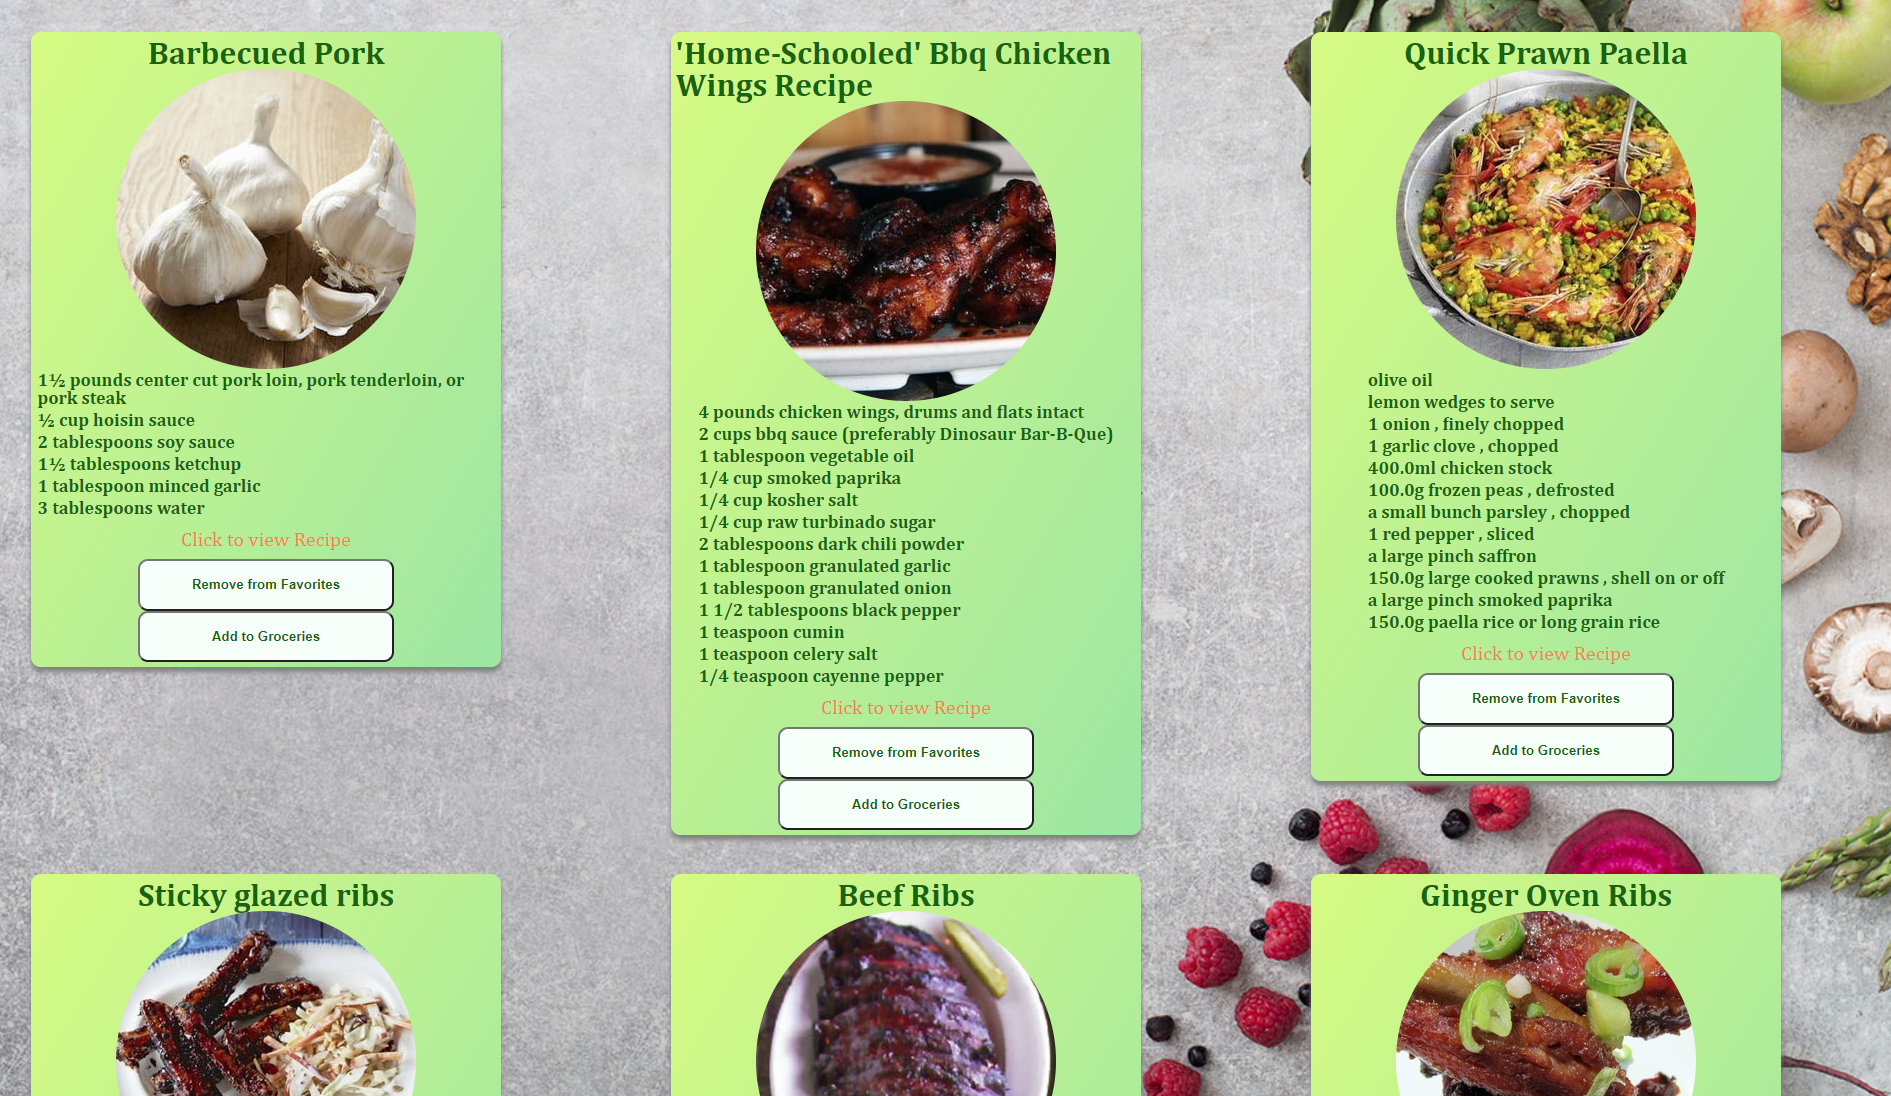 Barbecued Pork
1½ pounds center cut pork loin, pork tenderloin, or
pork steak
½ cup hoisin sauce
2 tablespoons soy sauce
1½ tablespoons ketchup
1 tablespoon minced garlic
3 tablespoons water
Click to view Recipe
Remove from Favorites
Add to Groceries
'Home-Schooled' Bbq Chicken
Wings Recipe
4 pounds chicken wings, drums and flats intact
2 cups bbq sauce (preferably Dinosaur Bar-B-Que)
1 tablespoon vegetable oil
1/4 cup smoked paprika
1/4 cup kosher salt
1/4 cup raw turbinado sugar
2 tablespoons dark chili powder
1 tablespoon granulated garlic
1 tablespoon granulated onion
1 1/2 tablespoons black pepper
1 teaspoon cumin
1 teaspoon celery salt
1/4 teaspoon cayenne pepper
Click to view Recipe
Remove from Favorites
Add to Groceries
Quick Prawn Paella
olive oil
lemon wedges to serve
1 onion , finely chopped
1 garlic clove , chopped
400.0ml chicken stock
100.0g frozen peas , defrosted
a small bunch parsley , chopped
1 red pepper , sliced
a large pinch saffron
150.0g large cooked prawns , shell on or off
a large pinch smoked paprika
150.0g paella rice or long grain rice
Click to view Recipe
Remove from Favorites
Add to Groceries
Sticky glazed ribs
Beef Ribs
Ginger Oven Ribs